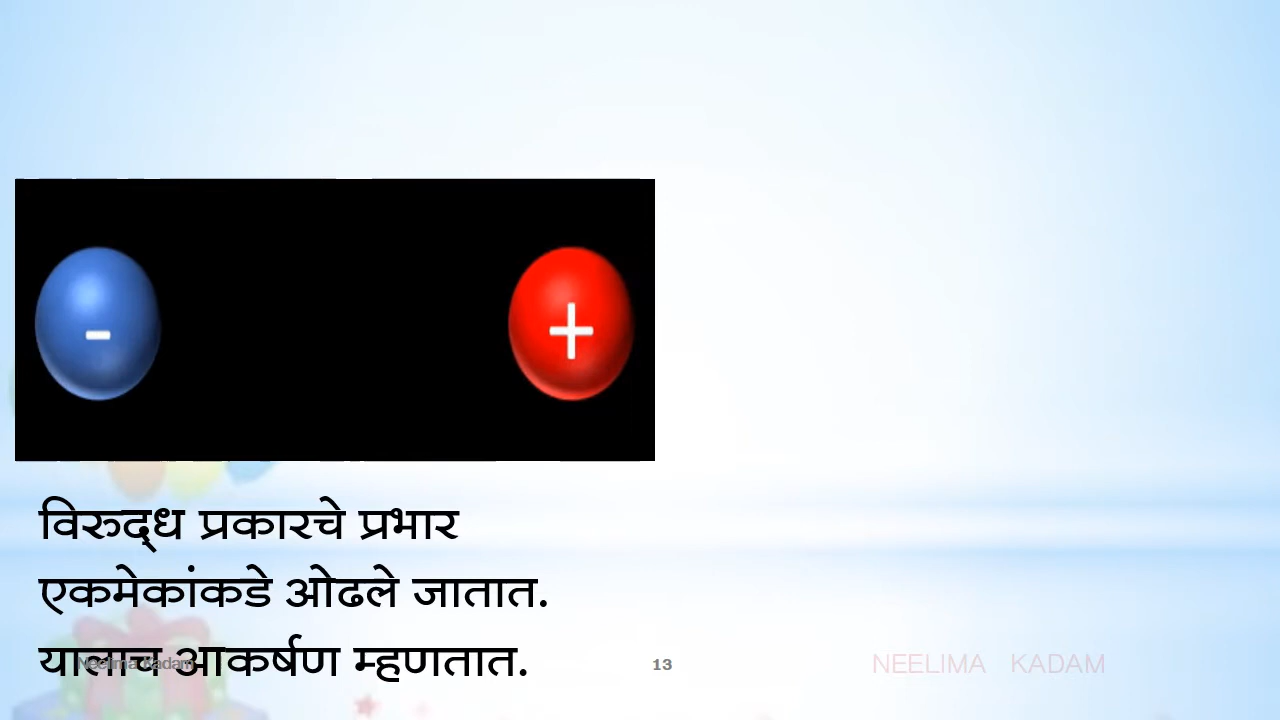 -
+
विरुद्ध प्रकारचे प्रभार
एकमेकांकडे ओढले जातात.
यालाच आकर्षण म्हणतात.
Neelima Kadam
13
NEELIMA KADAM